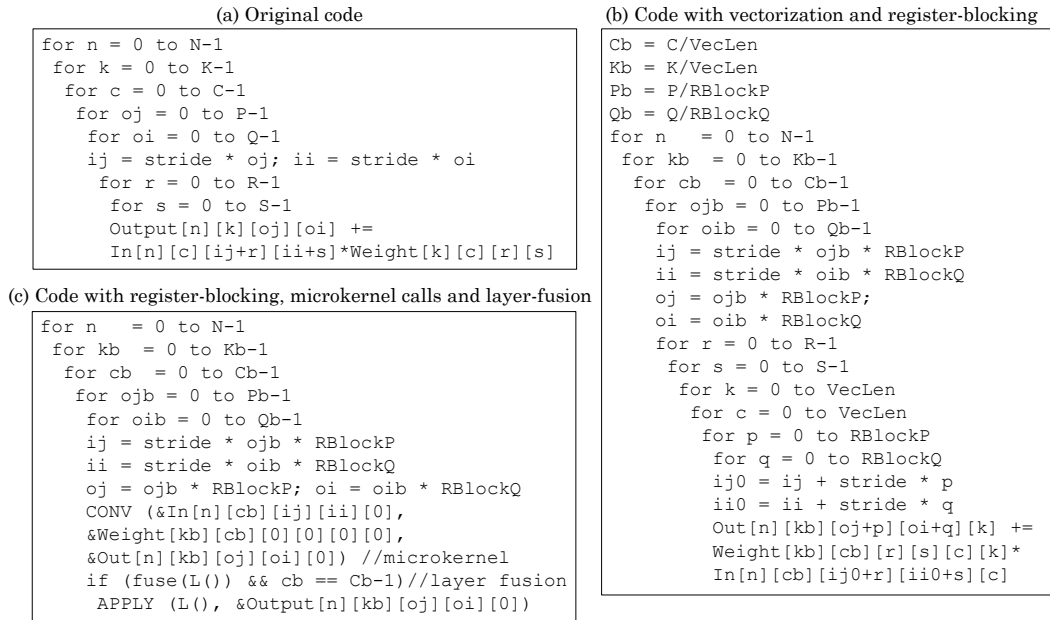 (a) Original code
for n = 0 to N-1
for k = 0 to K-1
for c = 0 to C-1
for oj = 0 to P-1
for oi = 0 to Q-1
ij = stride * oj; ii = stride * oi
for r = 0 to R-1
for s = 0 to S-1
Output[n][k][oj][oi] +=
In[n][c][ij+r][ii+s]*Weight[k][c][r][s]
(b) Code with vectorization and register-blocking
Cb = C/VecLen
Kb = K/VecLen
Pb = P/RBlockP
Qb = Q/RBlockQ
for n = 0 to N-1
for kb = 0 to Kb-1
for cb = 0 to Cb-1
for ojb = 0 to Pb-1
for oib = 0 to Qb-1
ij = stride * ojb * RBlockP
ii = stride * oib * RBlockQ
oj = ojb * RBlockP;
oi = oib * RBlockQ
for r = 0 to R-1
for s = 0 to S-1
for k = 0 to VecLen
for c = 0 to VecLen
for p = 0 to RBlockP
for q = 0 to RBlockQ
ij0 = ij + stride * p
ii0 = ii + stride * q
Out[n][kb][oj+p][oi+q][k] +=
Weight[kb][cb][r][s][c][k]*
In[n][cb][ij0+r][ii0+s][c]
(c) Code with register-blocking, microkernel calls and layer-fusion
for n = 0 to N-1
for kb = 0 to Kb-1
for cb = 0 to Cb-1
for ojb = 0 to Pb-1
for oib = 0 to Qb-1
ij = stride * ojb * RBlockP
ii = stride * oib * RBlockQ
oj = ojb * RBlockP; oi = oib * RBlockQ
CONV (&In[n][cb][ij][ii][0],
&Weight[kb][cb][0][0][0][0],
&Out[n][kb][oj][oi][0]) //microkernel
if (fuse(L()) && cb == Cb-1)//layer fusion
APPLY (L(), &Output[n][kb][oj][oi][0])